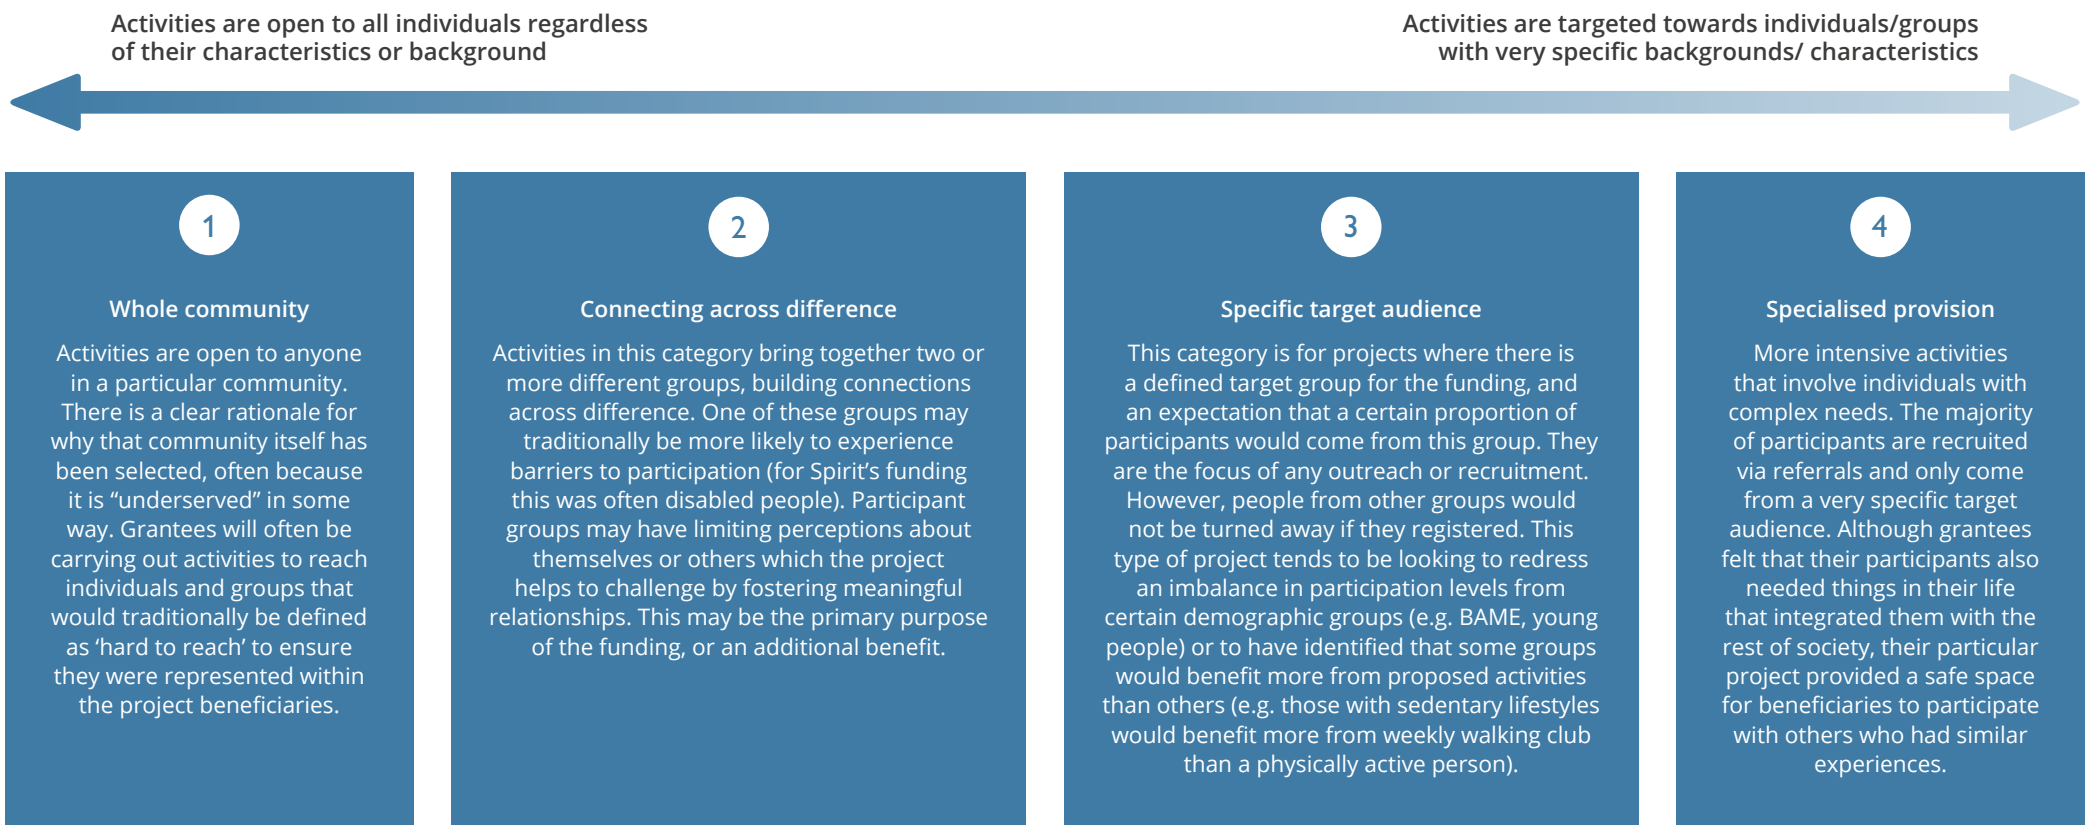 Activities are open to all individuals regardless
of their characteristics or background
Activities are targeted towards individuals/groups
with very specific backgrounds/ characteristics
1
Whole community
Activities are open to anyone
in a particular community.
There is a clear rationale for
why that community itself has
been selected, often because
it is “underserved” in some
way. Grantees will often be
carrying out activities to reach
individuals and groups that
would traditionally be defined
as ‘hard to reach’ to ensure
they were represented within
the project beneficiaries.
2
Connecting across difference
Activities in this category bring together two or
more different groups, building connections
across difference. One of these groups may
traditionally be more likely to experience
barriers to participation (for Spirit’s funding
this was often disabled people). Participant
groups may have limiting perceptions about
themselves or others which the project
helps to challenge by fostering meaningful
relationships. This may be the primary purpose
of the funding, or an additional benefit.
3
Specific target audience
This category is for projects where there is
a defined target group for the funding, and
an expectation that a certain proportion of
participants would come from this group. They
are the focus of any outreach or recruitment.
However, people from other groups would
not be turned away if they registered. This
type of project tends to be looking to redress
an imbalance in participation levels from
certain demographic groups (e.g. BAME, young
people) or to have identified that some groups
would benefit more from proposed activities
than others (e.g. those with sedentary lifestyles
would benefit more from weekly walking club
than a physically active person).
4
Specialised provision
More intensive activities
that involve individuals with
complex needs. The majority
of participants are recruited
via referrals and only come
from a very specific target
audience. Although grantees
felt that their participants also
needed things in their life
that integrated them with the
rest of society, their particular
project provided a safe space
for beneficiaries to participate
with others who had similar
experiences.